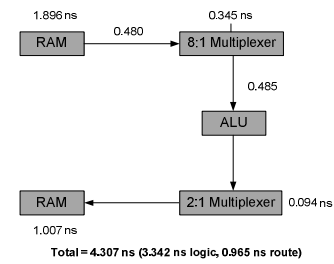 1.896 ns
0.345 ns
0.480
RAM
8:1 Multiplexer
0.485
ALU
RAM
2:1 Multiplexer
0.094 ns
1.007 ns
Total = 4.307 ns (3.342 ns logic, 0.965 ns route)